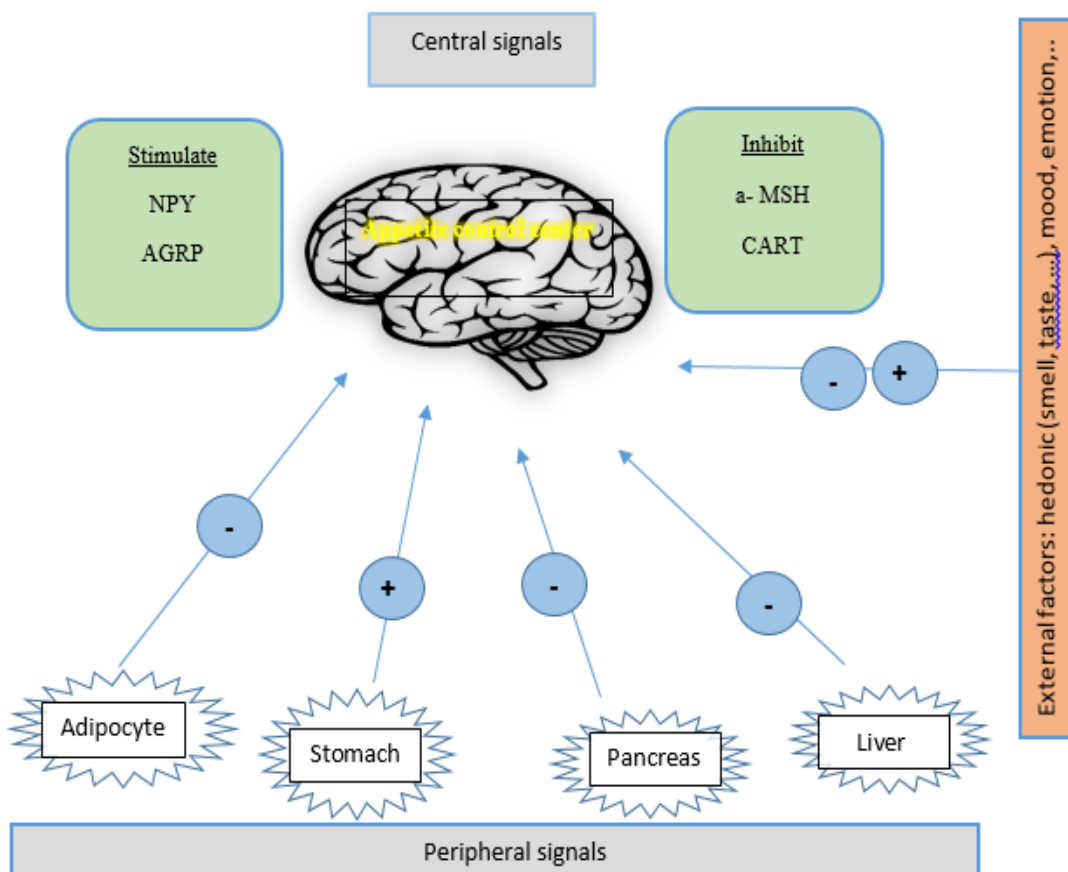 Central signals
Stimulate
NPY
AGRP
Appetite control center
Inhibit
a- MSH
CART
External factors: hedonic (smell, taste, ...), mood, emotion,..
-
+
-
+
-
-
Adipocyte
Stomach
Pancreas
Liver
Peripheral signals